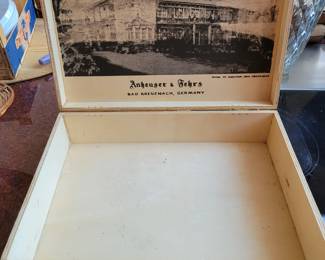 Anheuser & Fehrs
BAD KREUZNACH, GERMANY